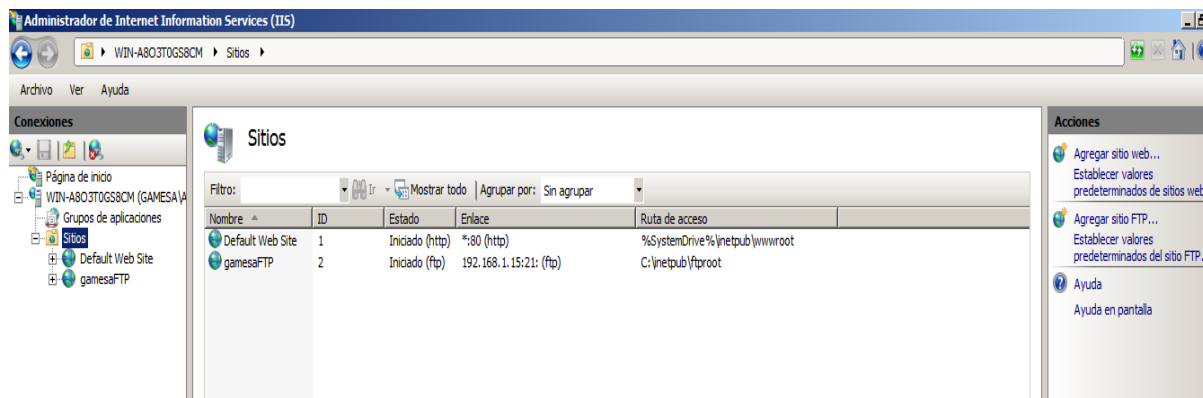 Administrador de Internet Information Services (IIS)
WIN-A8O3T0GS8CM Sitios
Archivo Ver Ayuda
Conexiones
Página de inicio
WIN-A8O3T0GS8CM (GAMESA\A
Grupos de aplicaciones
Sitios
Default Web Site
gamesaFTP
Sitios
Filtro: Ir Mostrar todo Agrupar por: Sin agrupar
Nombre ID Estado Enlace Ruta de acceso
Default Web Site 1 Iniciado (http) *:80 (http) %SystemDrive%\inetpub\wwwroot
gamesaFTP 2 Iniciado (ftp) 192.168.1.15:21: (ftp) C:\inetpub\ftproot
Acciones
Agregar sitio web...
Establecer valores
predeterminados de sitios web
Agregar sitio FTP...
Establecer valores
predeterminados del sitio FTP.
Ayuda
Ayuda en pantalla